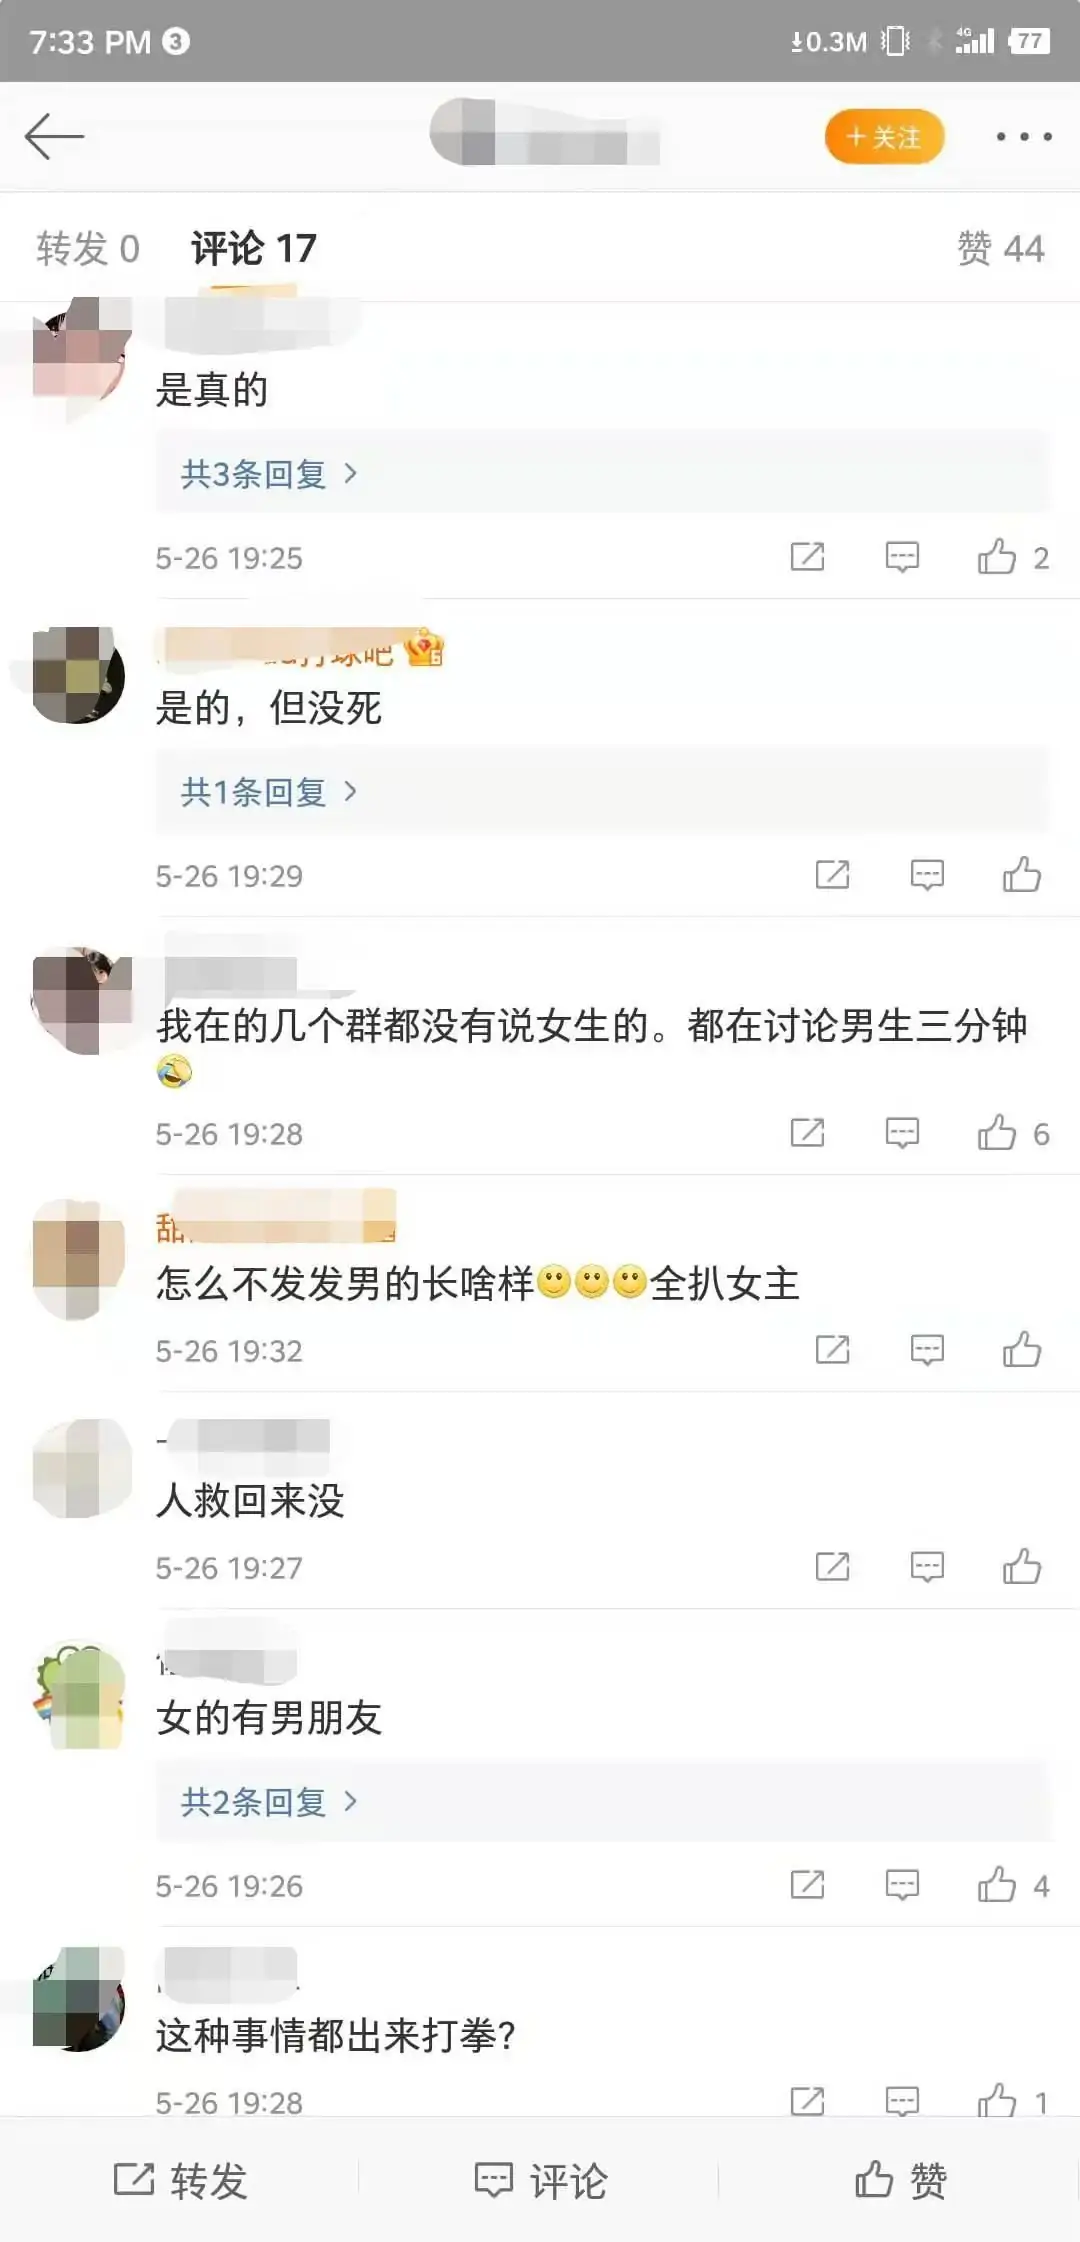 7:33 PM 3
0.3M 4G 77
+关注
转发 0 评论 17 赞 44
是真的
共3条回复 >
5-26 19:25 2
打球吧 6
是的，但没死
共1条回复 >
5-26 19:29
我在的几个群都没有说女生的。都在讨论男生三分钟
🤣
5-26 19:28 6
甜
怎么不发发男的长啥样🙂🙂🙂全扒女主
5-26 19:32
人救回来没
5-26 19:27
女的有男朋友
共2条回复 >
5-26 19:26 4
这种事情都出来打拳?
5-26 19:28 1
转发 评论 赞